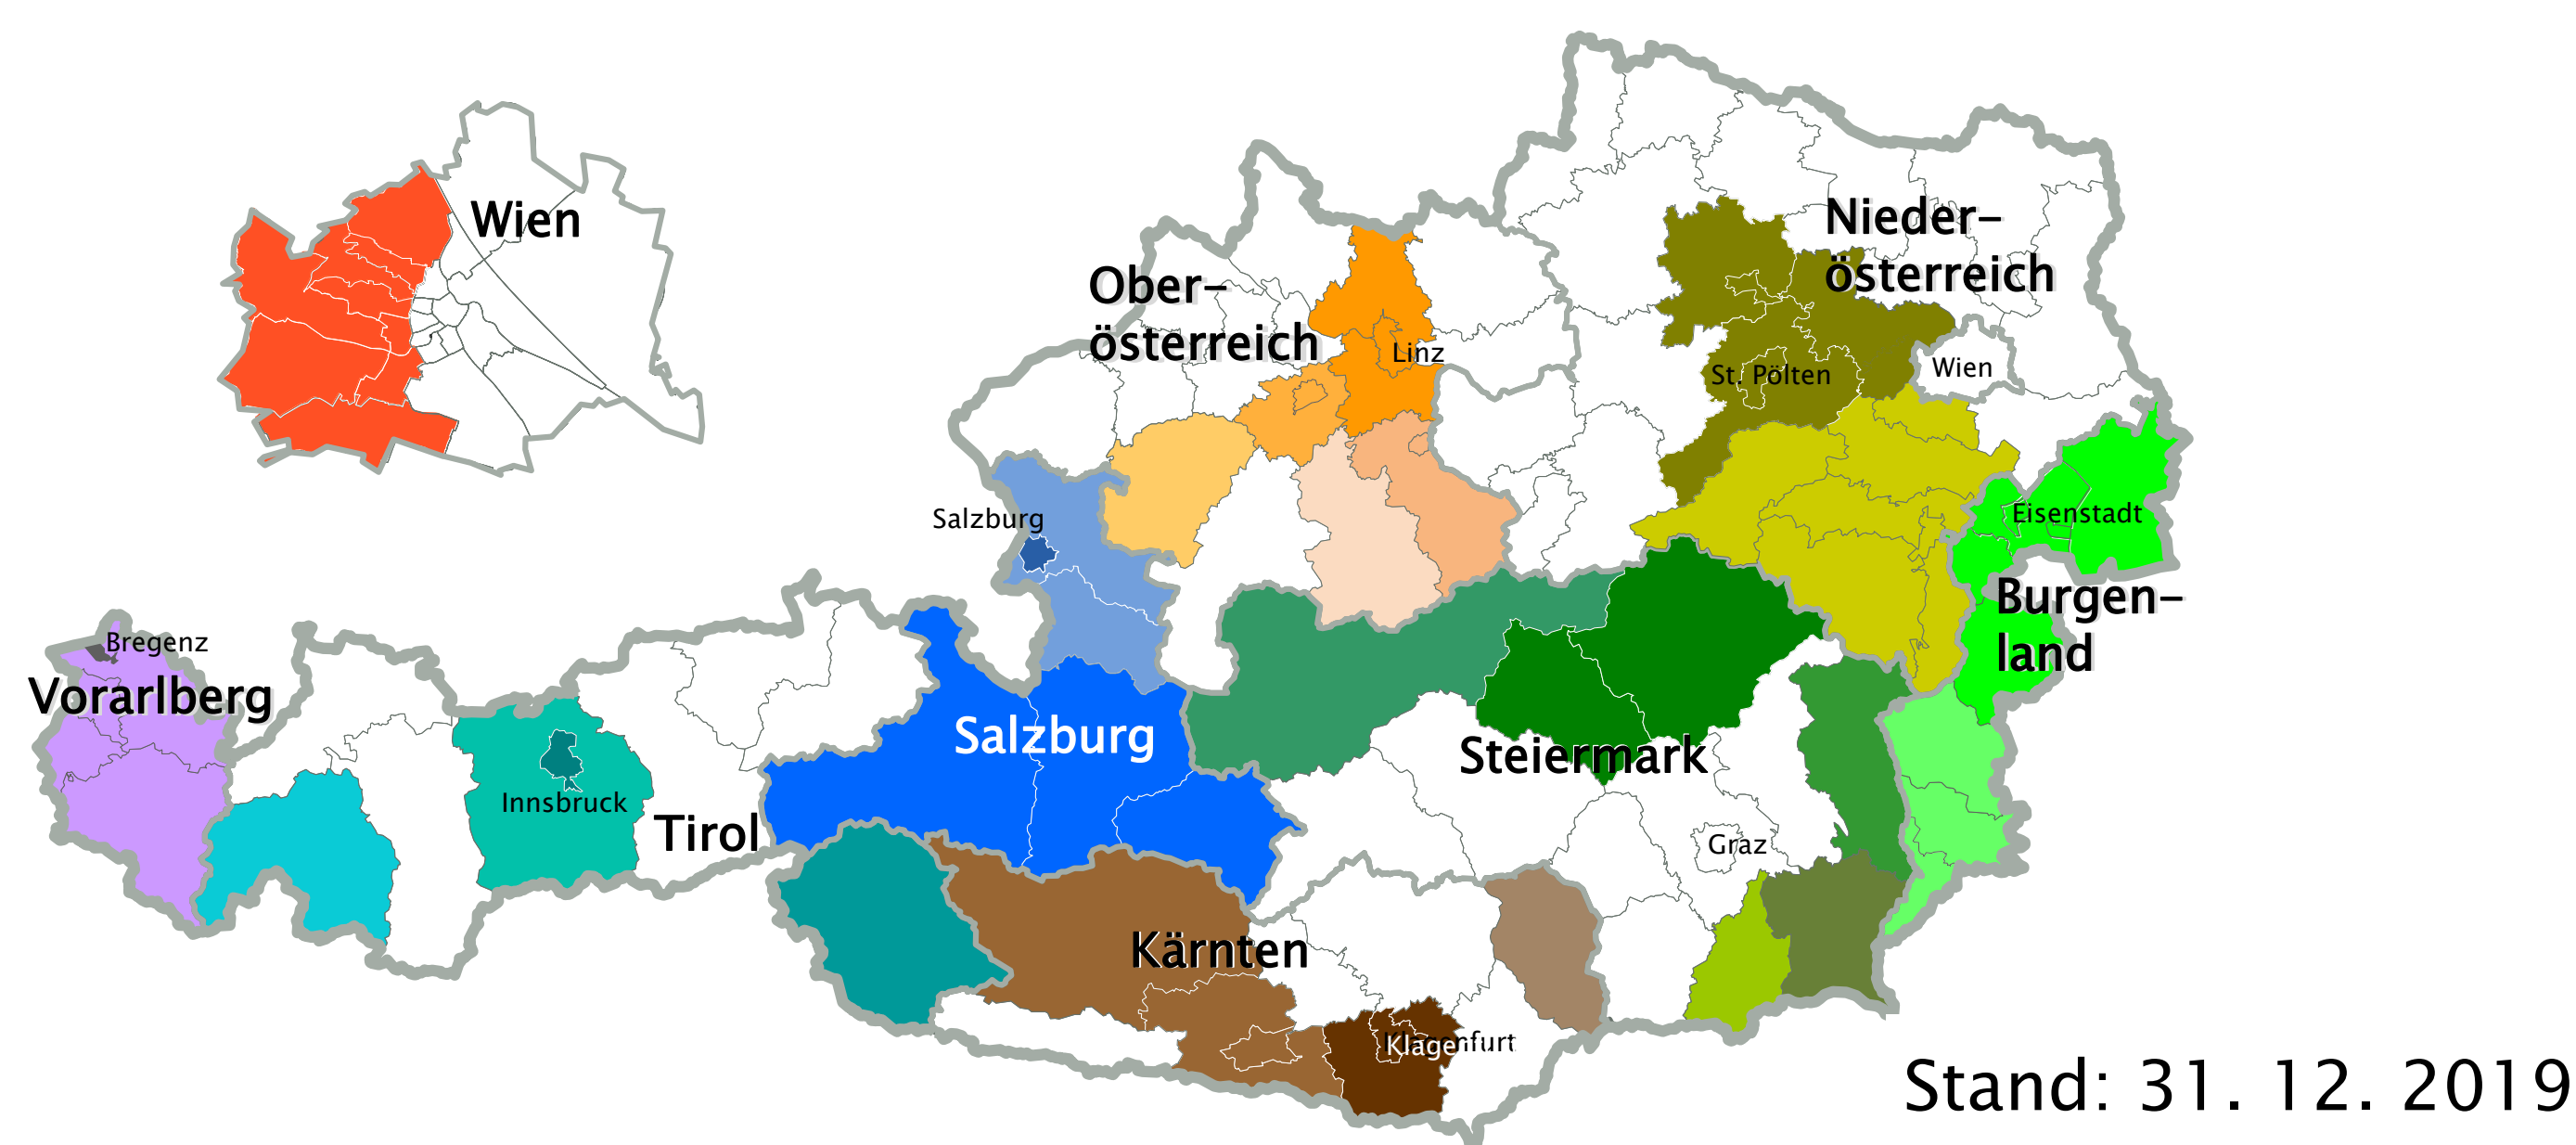 Wien
Nieder-
österreich
Ober-
österreich
Linz
Wien
St. Pölten
Salzburg
Eisenstadt
Burgen-
land
Bregenz
Vorarlberg
Salzburg
Steiermark
Innsbruck
Tirol
Graz
Kärnten
Klagenfurt
Stand: 31. 12. 2019